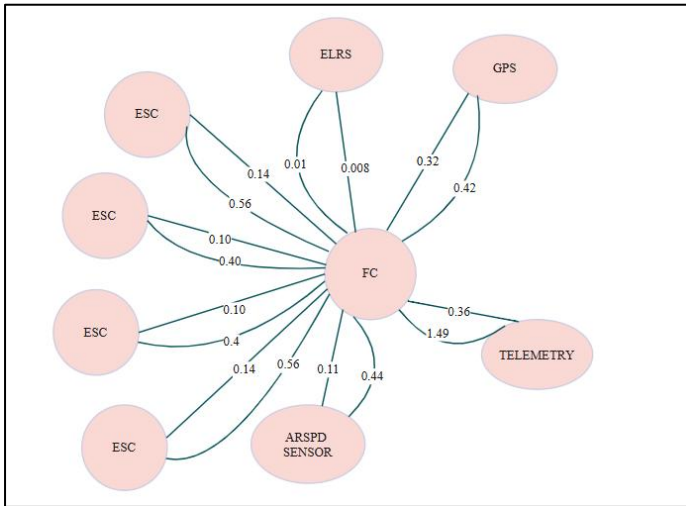 ELRS
GPS
ESC
0.14
0.01
0.008
0.32
0.42
0.56
ESC
0.10
0.40
FC
ESC
0.10
0.4
0.36
1.49
TELEMETRY
0.14
0.56
0.11
0.44
ESC
ARSPD
SENSOR